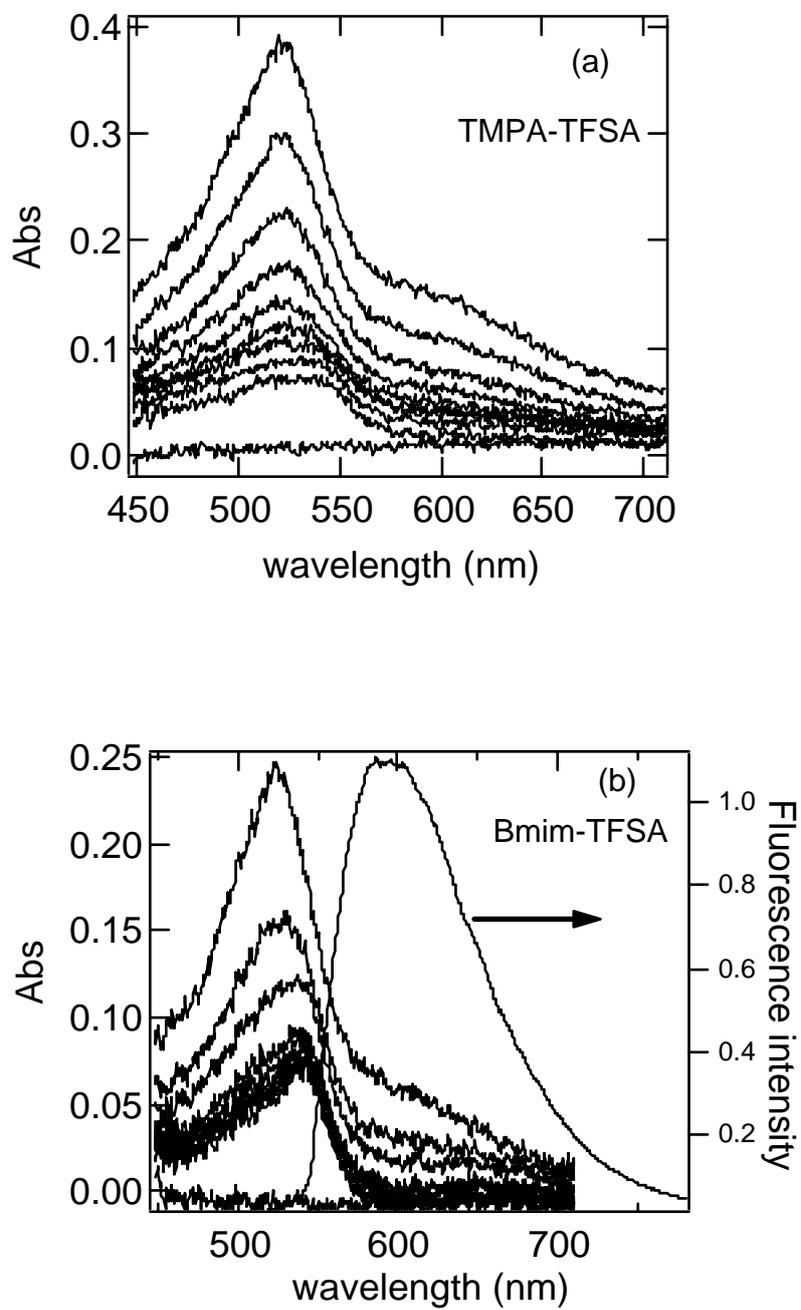 0.4
(a)
TMPA-TFSA
0.3
0.2
0.1
0.0
Abs
450 500 550 600 650 700
wavelength (nm)
0.25
(b)
1.0
Bmim-TFSA
0.20
0.8
0.15
0.6
0.10
0.4
0.05
0.2
0.00
Abs
Fluorescence intensity
500 600 700
wavelength (nm)